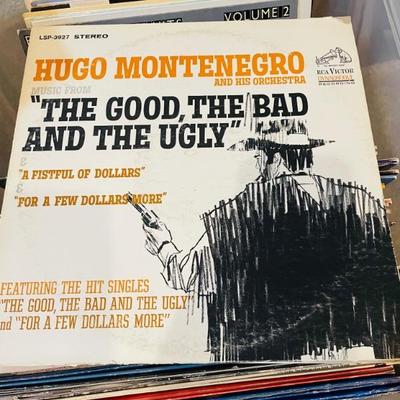 VOLUME 2
LSP-3927 STEREO
HUGO MONTENEGRO
AND HIS ORCHESTRA
RCA VICTOR
DYNAGROOVE
RECORDING
MUSIC FROM
"THE GOOD, THE BAD
AND THE UGLY"
&
"A FISTFUL OF DOLLARS"
&
"FOR A FEW DOLLARS MORE"
FEATURING THE HIT SINGLES
"THE GOOD, THE BAD AND THE UGLY"
and "FOR A FEW DOLLARS MORE"